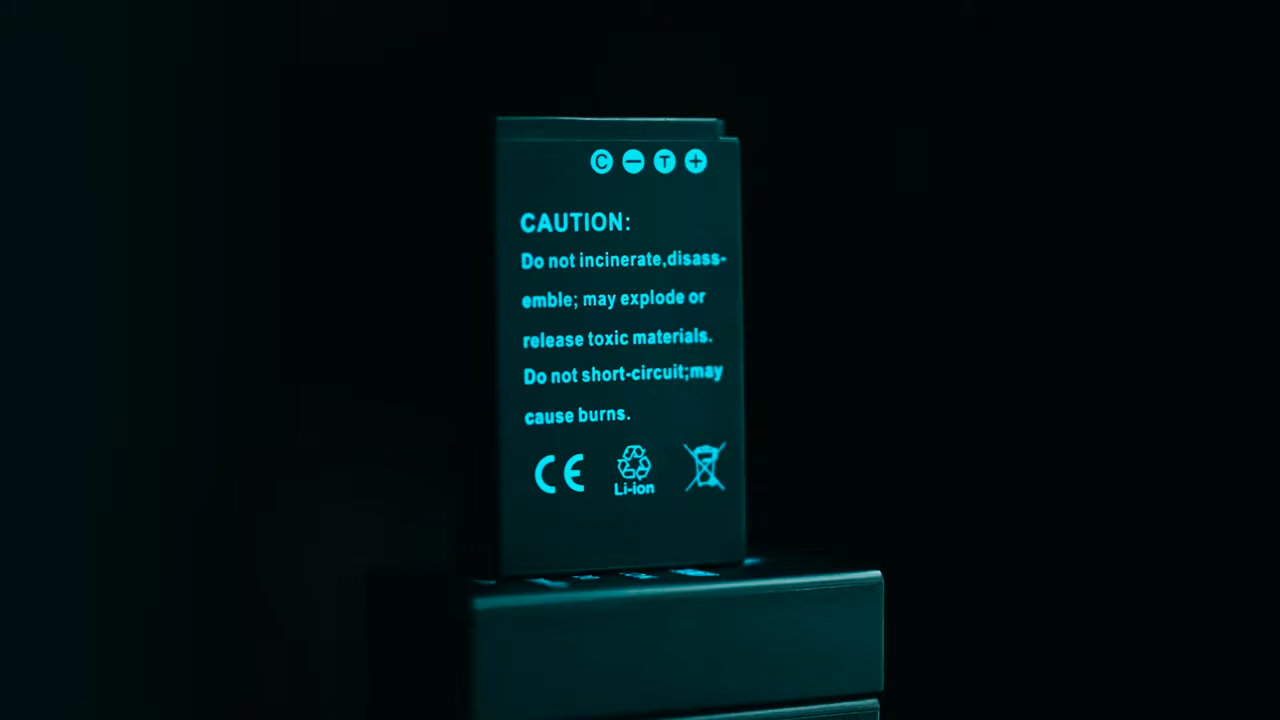 C − T +
CAUTION:
Do not incinerate,disass-
emble; may explode or
release toxic materials.
Do not short-circuit;may
cause burns.
CE
Li-ion